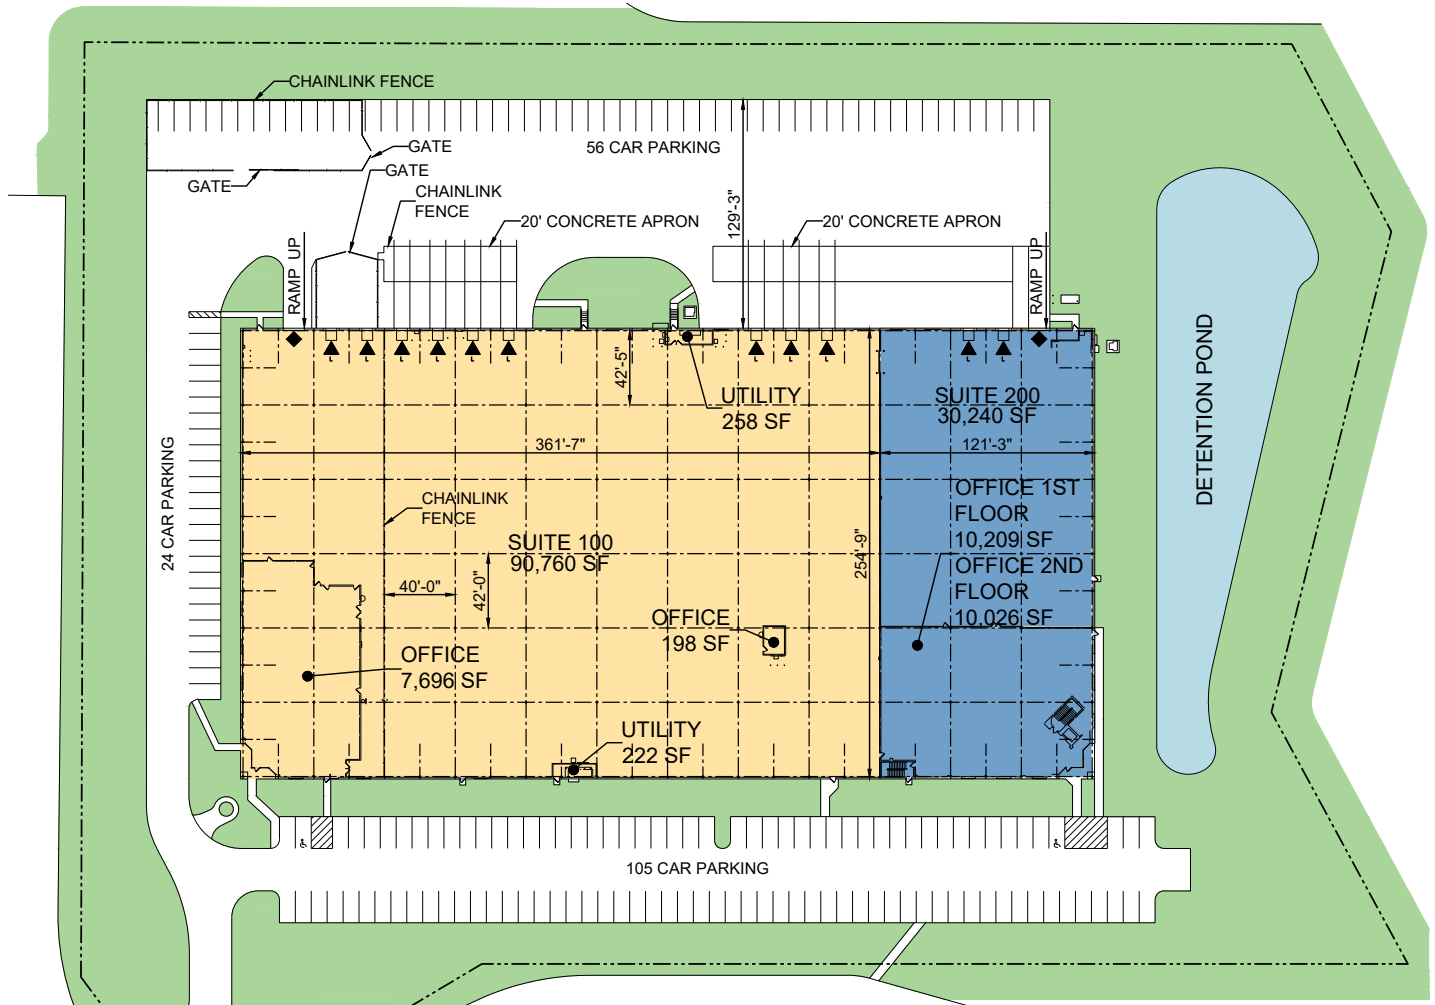 CHAINLINK FENCE
56 CAR PARKING
GATE
GATE
GATE
CHAINLINK
FENCE
20' CONCRETE APRON
20' CONCRETE APRON
129'-3"
RAMP UP
RAMP UP
42'-5"
UTILITY
258 SF
SUITE 200
30,240 SF
361'-7"
121'-3"
DETENTION POND
24 CAR PARKING
CHAINLINK
FENCE
OFFICE 1ST
FLOOR
10,209 SF
OFFICE 2ND
FLOOR
10,026 SF
SUITE 100
90,760 SF
254'-9"
40'-0"
42'-0"
OFFICE
198 SF
OFFICE
7,696 SF
UTILITY
222 SF
105 CAR PARKING